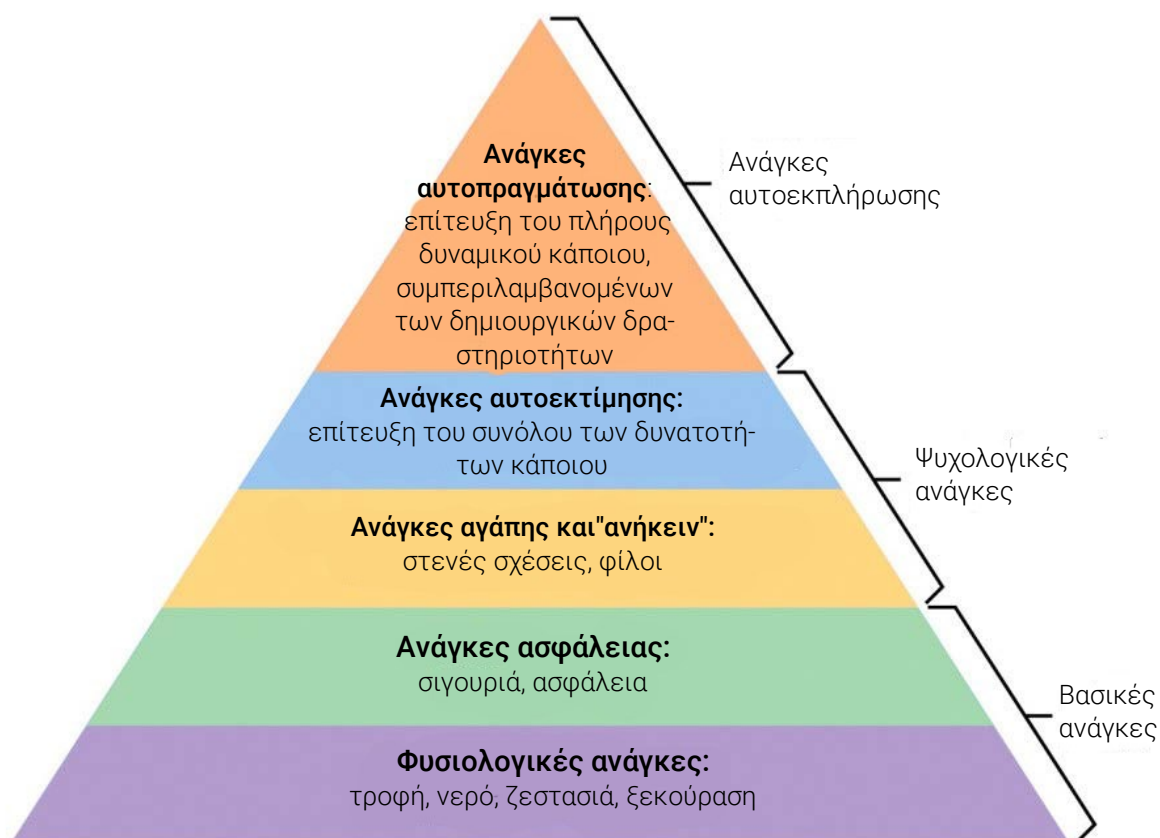 Ανάγκες
αυτοπραγμάτωσης:
επίτευξη του πλήρους
δυναμικού κάποιου,
συμπεριλαμβανομένων
των δημιουργικών δρα-
στηριοτήτων
Ανάγκες
αυτοεκπλήρωσης
Ανάγκες αυτοεκτίμησης:
επίτευξη του συνόλου των δυνατοτή-
των κάποιου
Ψυχολογικές
ανάγκες
Ανάγκες αγάπης και"ανήκειν":
στενές σχέσεις, φίλοι
Ανάγκες ασφάλειας:
σιγουριά, ασφάλεια
Βασικές
ανάγκες
Φυσιολογικές ανάγκες:
τροφή, νερό, ζεστασιά, ξεκούραση